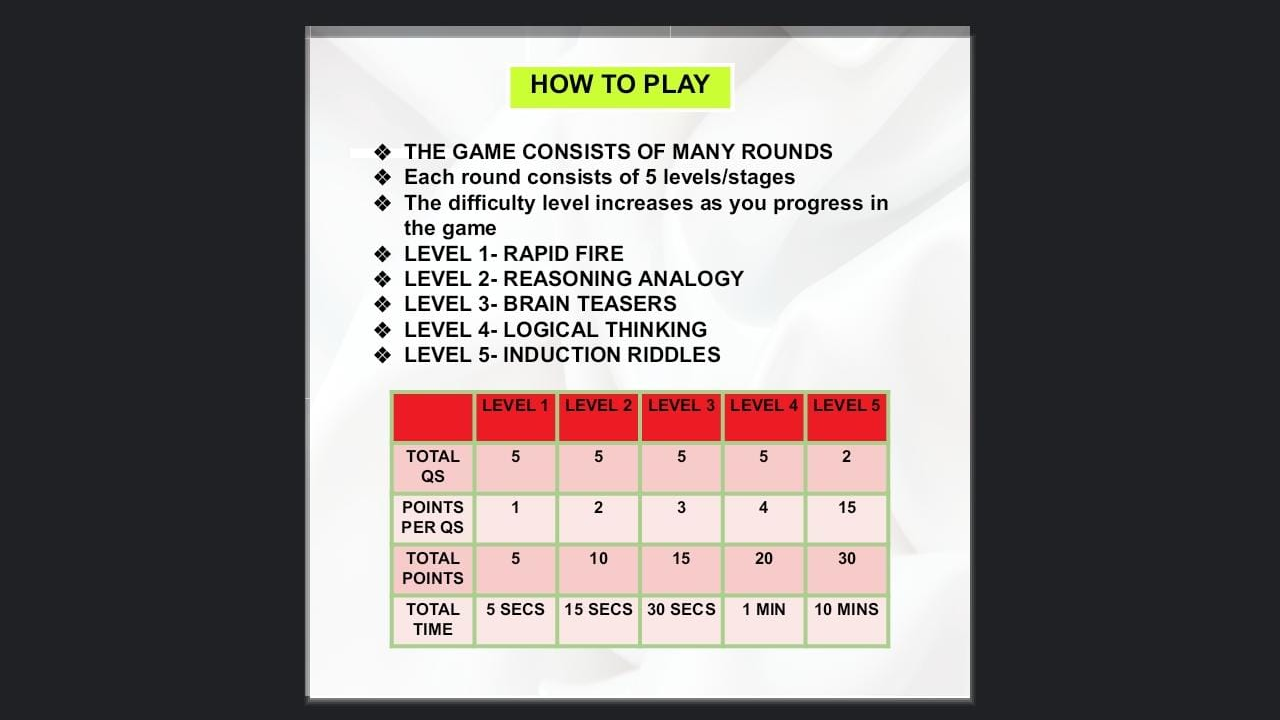 HOW TO PLAY
❖ THE GAME CONSISTS OF MANY ROUNDS
❖ Each round consists of 5 levels/stages
❖ The difficulty level increases as you progress in
the game
❖ LEVEL 1- RAPID FIRE
❖ LEVEL 2- REASONING ANALOGY
❖ LEVEL 3- BRAIN TEASERS
❖ LEVEL 4- LOGICAL THINKING
❖ LEVEL 5- INDUCTION RIDDLES
LEVEL 1 LEVEL 2 LEVEL 3 LEVEL 4 LEVEL 5
TOTAL QS 5 5 5 5 2
POINTS PER QS 1 2 3 4 15
TOTAL POINTS 5 10 15 20 30
TOTAL TIME 5 SECS 15 SECS 30 SECS 1 MIN 10 MINS